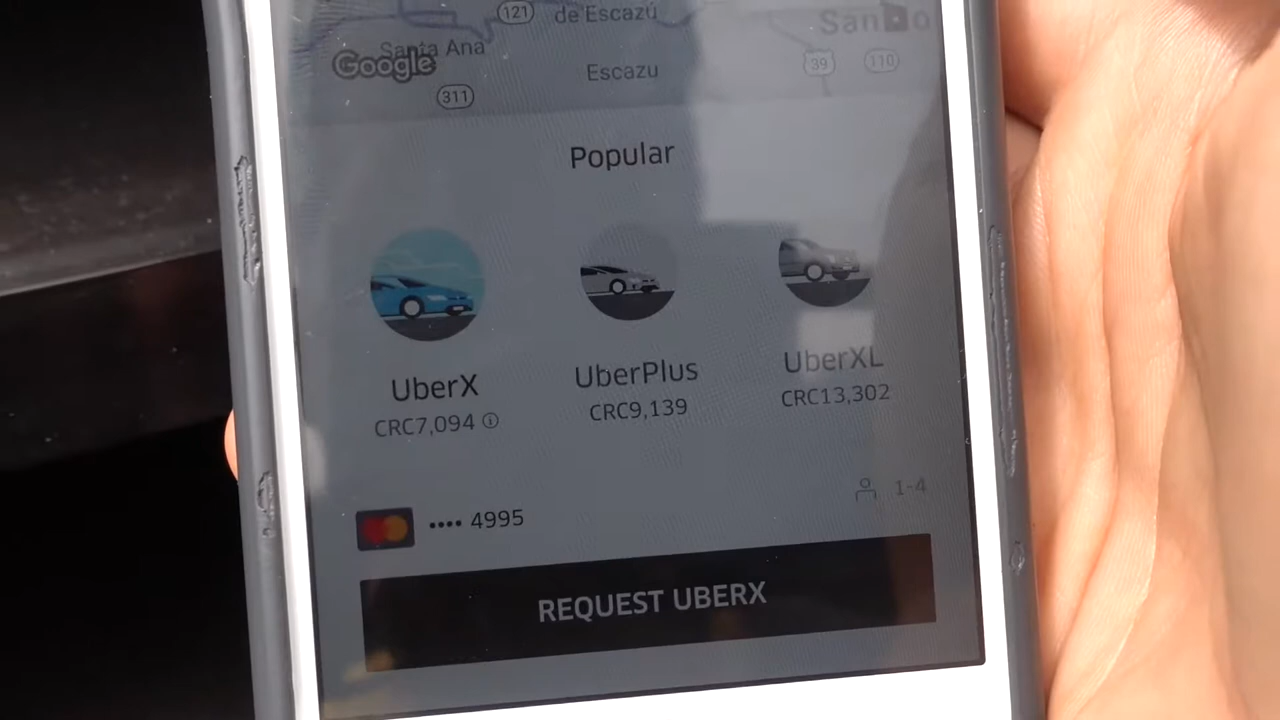 121 de Escazú
San
Santa Ana
Google
Escazu
39 110
311
Popular
UberX UberPlus UberXL
CRC7,094 CRC9,139 CRC13,302
1-4
•••• 4995
REQUEST UBERX